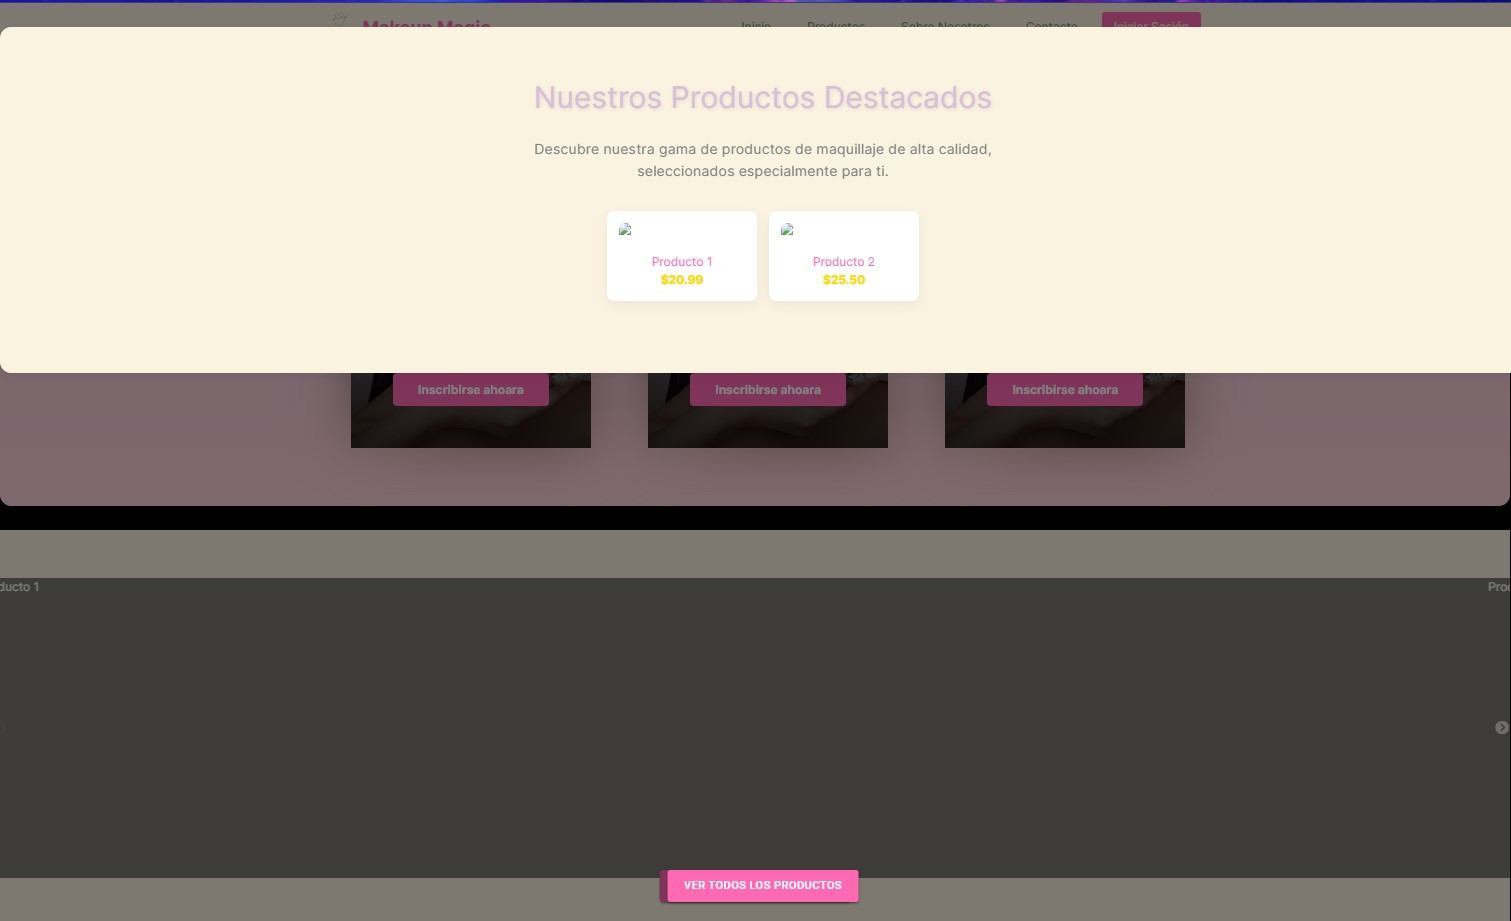 Makeup Magic
Inicio Productos Sobre Nosotros Contacto Iniciar Sesión
Nuestros Productos Destacados
Descubre nuestra gama de productos de maquillaje de alta calidad,
seleccionados especialmente para ti.
Producto 1 Producto 2
$20.99 $25.50
Inscribirse ahoara Inscribirse ahoara Inscribirse ahoara
ducto 1 Proc
VER TODOS LOS PRODUCTOS